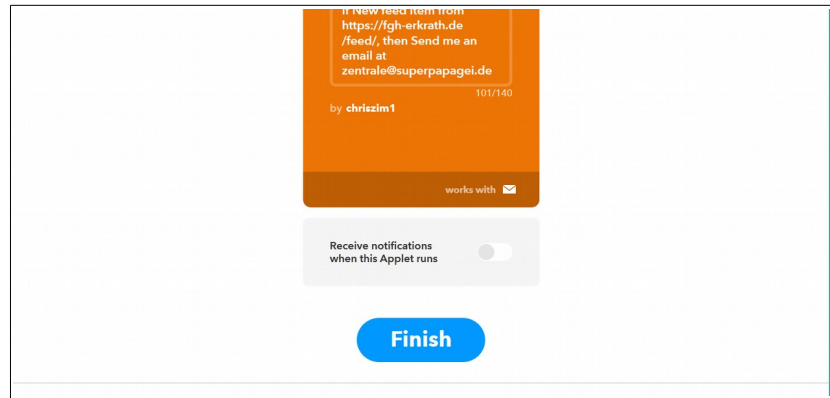 If New feed item from
https://fgh-erkrath.de
/feed/, then Send me an
email at
zentrale@superpapagei.de
101/140
by chriszim1
works with
Receive notifications
when this Applet runs
Finish